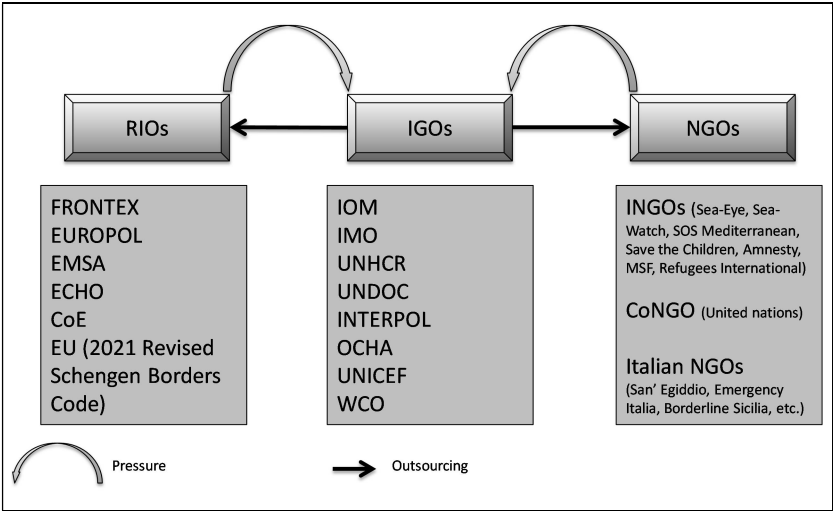 RIOs
IGOs
NGOs
FRONTEX
EUROPOL
EMSA
ECHO
CoE
EU (2021 Revised
Schengen Borders
Code)
IOM
IMO
UNHCR
UNDOC
INTERPOL
OCHA
UNICEF
WCO
INGOs (Sea-Eye, Sea-
Watch, SOS Mediterranean,
Save the Children, Amnesty,
MSF, Refugees International)
CoNGO (United nations)
Italian NGOs
(San’ Egiddio, Emergency
Italia, Borderline Sicilia, etc.)
Pressure
Outsourcing